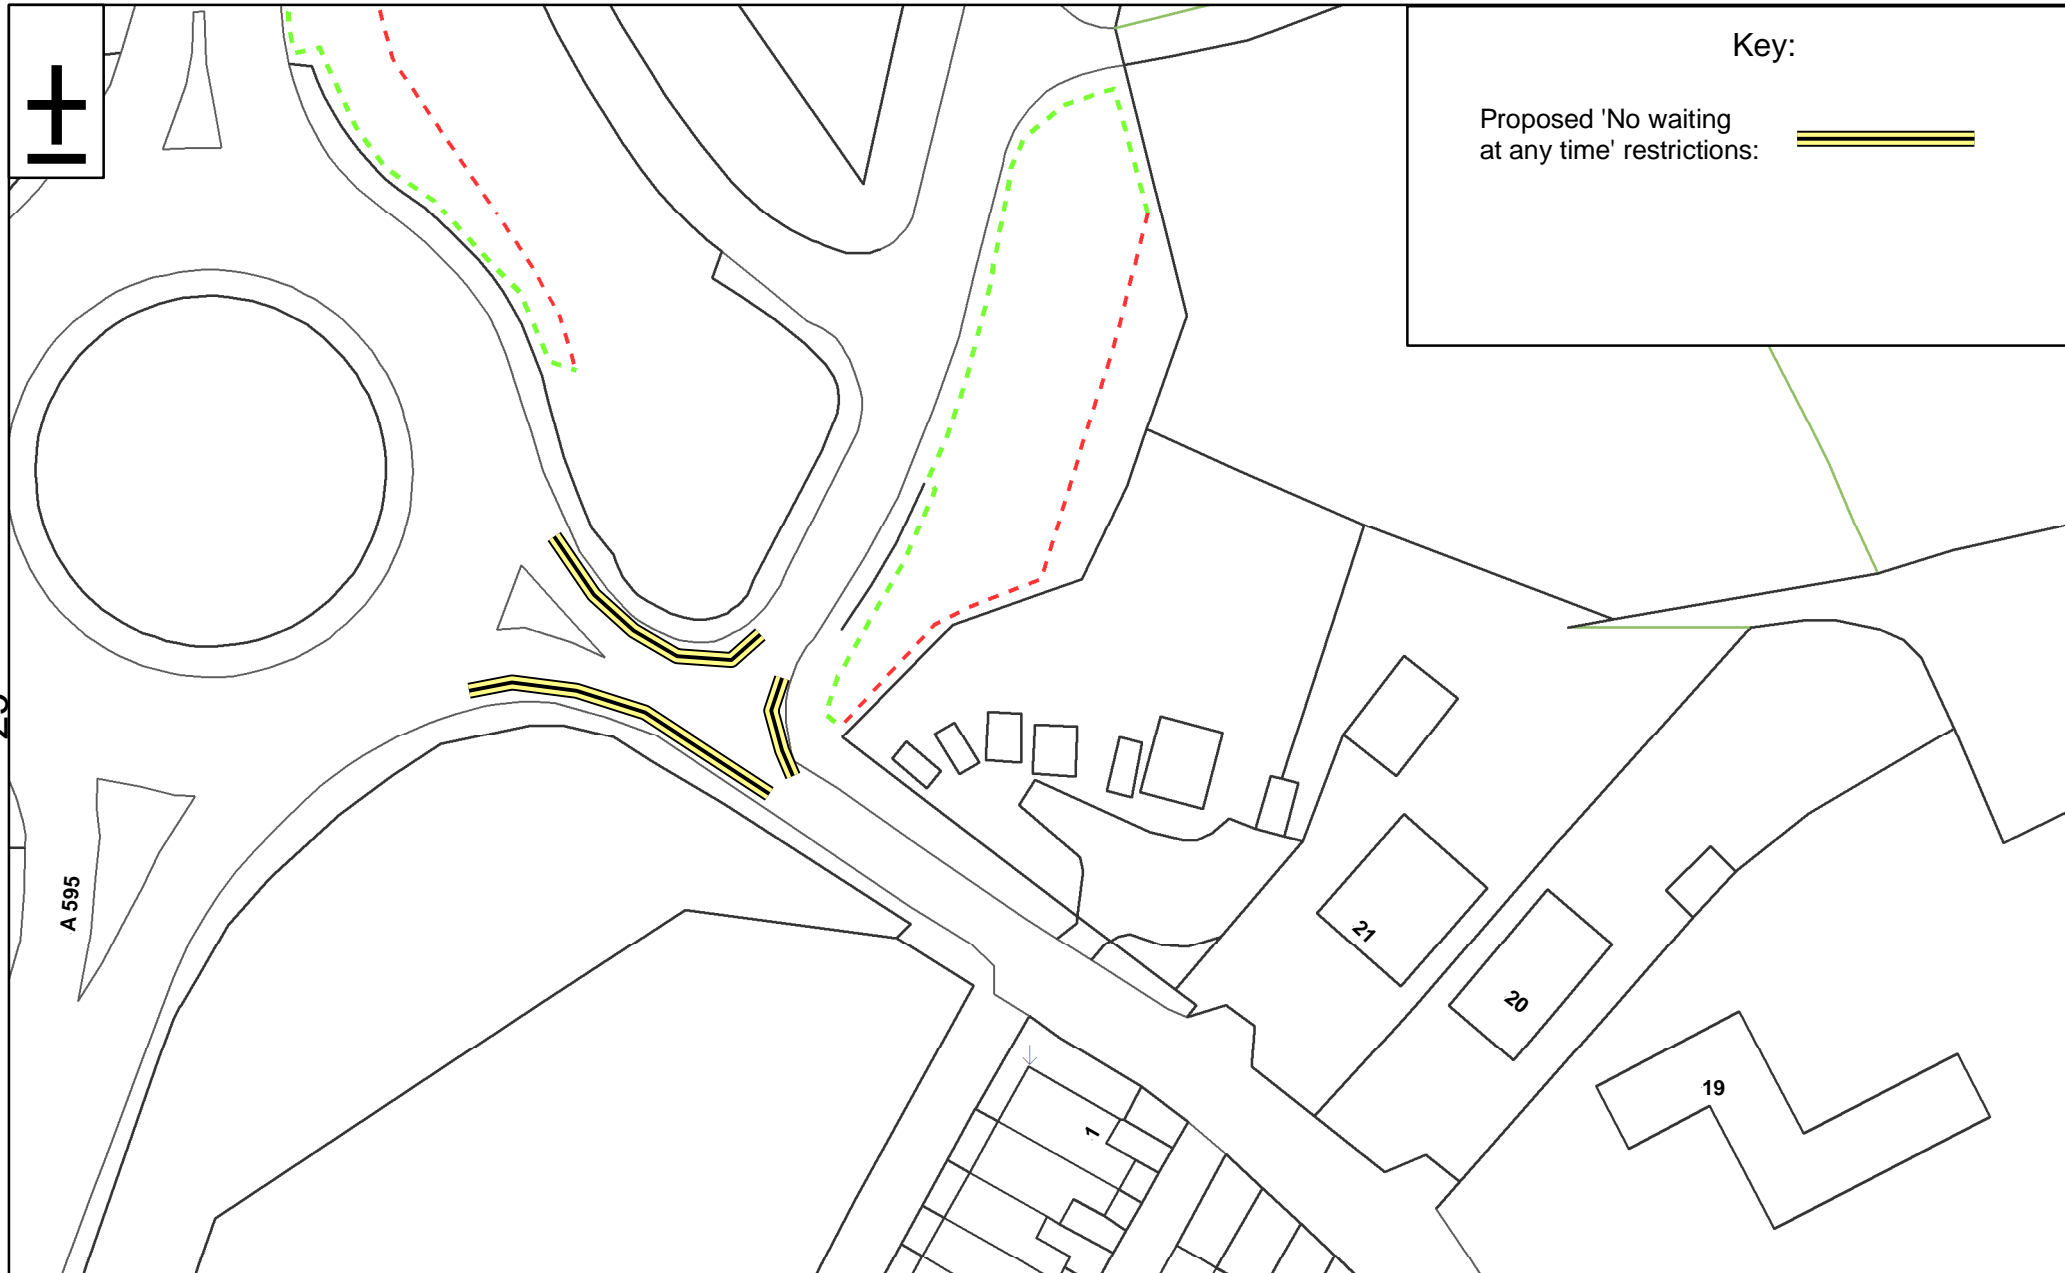 Key:
Proposed 'No waiting
at any time' restrictions:
A 595
21
20
19
1